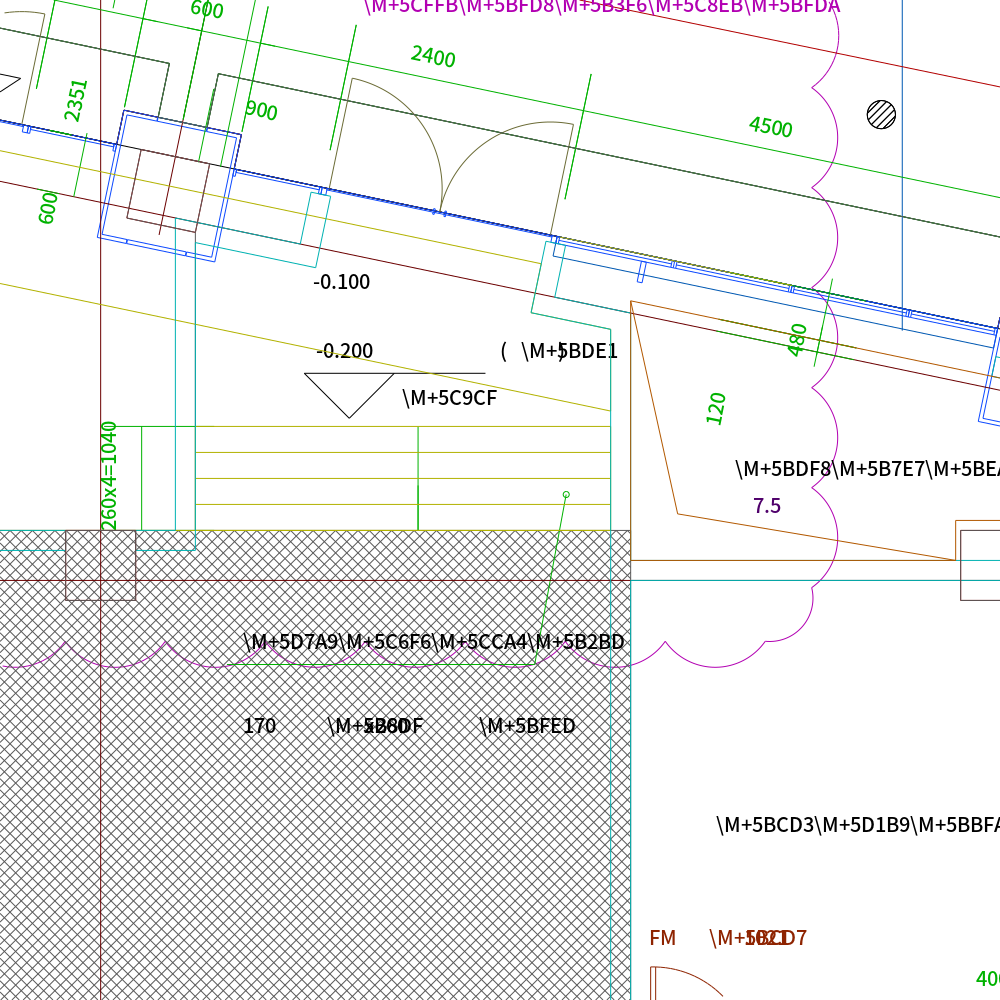 \M+5CFFB\M+5BFD8\M+5B3F6\M+5C8EB\M+5BFDA
600
2400
2351
900
4500
600
-0.100
-0.200
( \M+5BDE1
480
\M+5C9CF
120
260x4=1040
\M+5BDF8\M+5B7E7\M+5BEA
7.5
\M+5D7A9\M+5C6F6\M+5CCA4\M+5B2BD
170
\M+5BFED
\M+5BCD3\M+5D1B9\M+5BBFA
FM
400